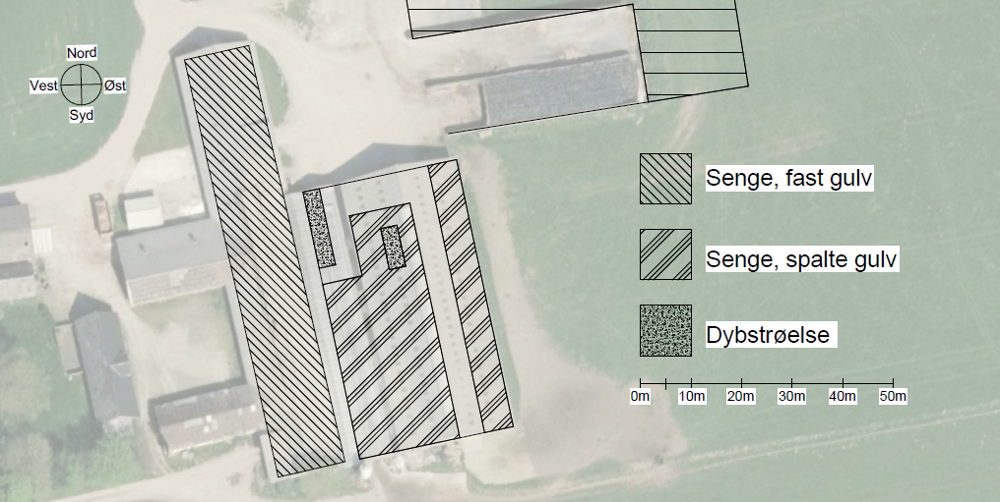 Nord
Vest Øst
Syd
Senge, fast gulv
Senge, spalte gulv
Dybstrøelse
0m 10m 20m 30m 40m 50m